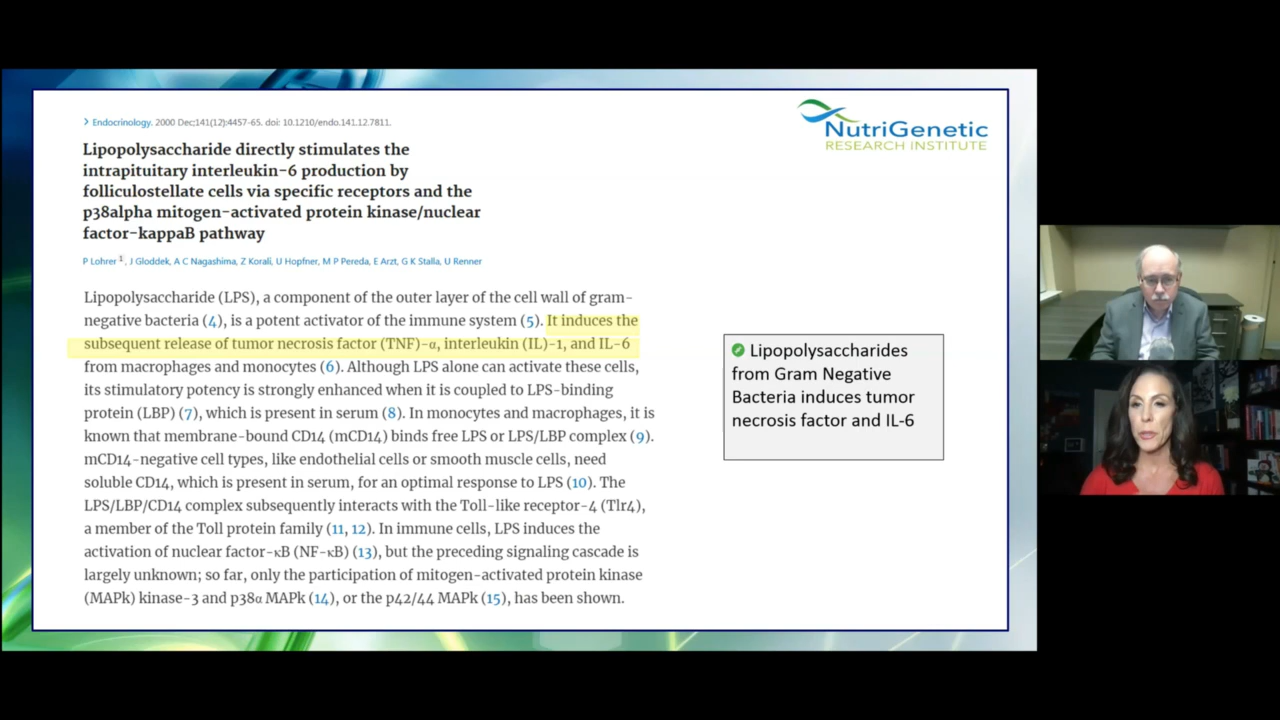 > Endocrinology. 2000 Dec;141(12):4457-65. doi: 10.1210/endo.141.12.7811.
NutriGenetic
RESEARCH INSTITUTE
Lipopolysaccharide directly stimulates the
intrapituitary interleukin-6 production by
folliculostellate cells via specific receptors and the
p38alpha mitogen-activated protein kinase/nuclear
factor-kappaB pathway
P Lohrer 1, J Gloddek, A C Nagashima, Z Korali, U Hopfner, M P Pereda, E Arzt, G K Stalla, U Renner
Lipopolysaccharide (LPS), a component of the outer layer of the cell wall of gram-
negative bacteria (4), is a potent activator of the immune system (5). It induces the
subsequent release of tumor necrosis factor (TNF)-α, interleukin (IL)-1, and IL-6
from macrophages and monocytes (6). Although LPS alone can activate these cells,
its stimulatory potency is strongly enhanced when it is coupled to LPS-binding
protein (LBP) (7), which is present in serum (8). In monocytes and macrophages, it is
known that membrane-bound CD14 (mCD14) binds free LPS or LPS/LBP complex (9).
mCD14-negative cell types, like endothelial cells or smooth muscle cells, need
soluble CD14, which is present in serum, for an optimal response to LPS (10). The
LPS/LBP/CD14 complex subsequently interacts with the Toll-like receptor-4 (Tlr4),
a member of the Toll protein family (11, 12). In immune cells, LPS induces the
activation of nuclear factor-κB (NF-κB) (13), but the preceding signaling cascade is
largely unknown; so far, only the participation of mitogen-activated protein kinase
(MAPk) kinase-3 and p38α MAPk (14), or the p42/44 MAPk (15), has been shown.
Lipopolysaccharides
from Gram Negative
Bacteria induces tumor
necrosis factor and IL-6